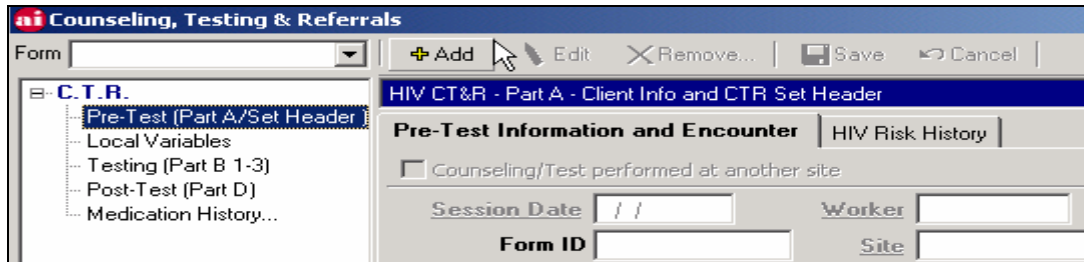 ai Counseling, Testing & Referrals
Form Add Edit Remove... Save Cancel
C.T.R.
Pre-Test (Part A/Set Header)
Local Variables
Testing (Part B 1-3)
Post-Test (Part D)
Medication History...
HIV CT&R - Part A - Client Info and CTR Set Header
Pre-Test Information and Encounter HIV Risk History
Counseling/Test performed at another site
Session Date / / Worker
Form ID Site